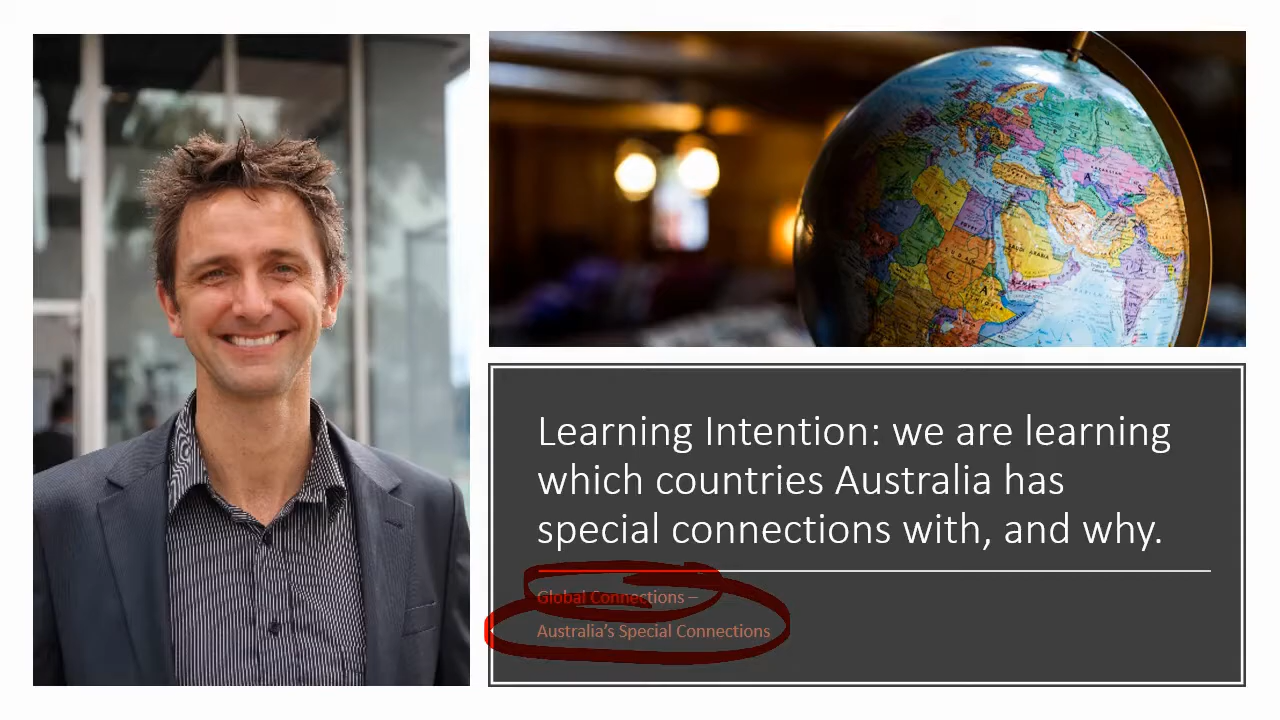 Learning Intention: we are learning
which countries Australia has
special connections with, and why.
Global Connections –
Australia's Special Connections